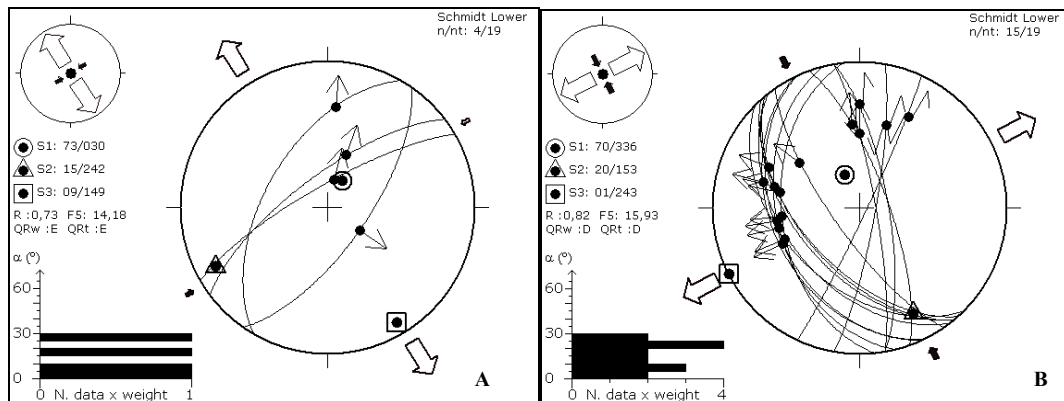 Schmidt Lower
n/nt: 4/19
S1: 73/030
S2: 15/242
S3: 09/149
R :0,73 F5: 14,18
QRw :E QRt :E
α (º)
60
30
0
0 N. data x weight 1
A
Schmidt Lower
n/nt: 15/19
S1: 70/336
S2: 20/153
S3: 01/243
R :0,82 F5: 15,93
QRw :D QRt :D
α (º)
60
30
0
0 N. data x weight 4
B